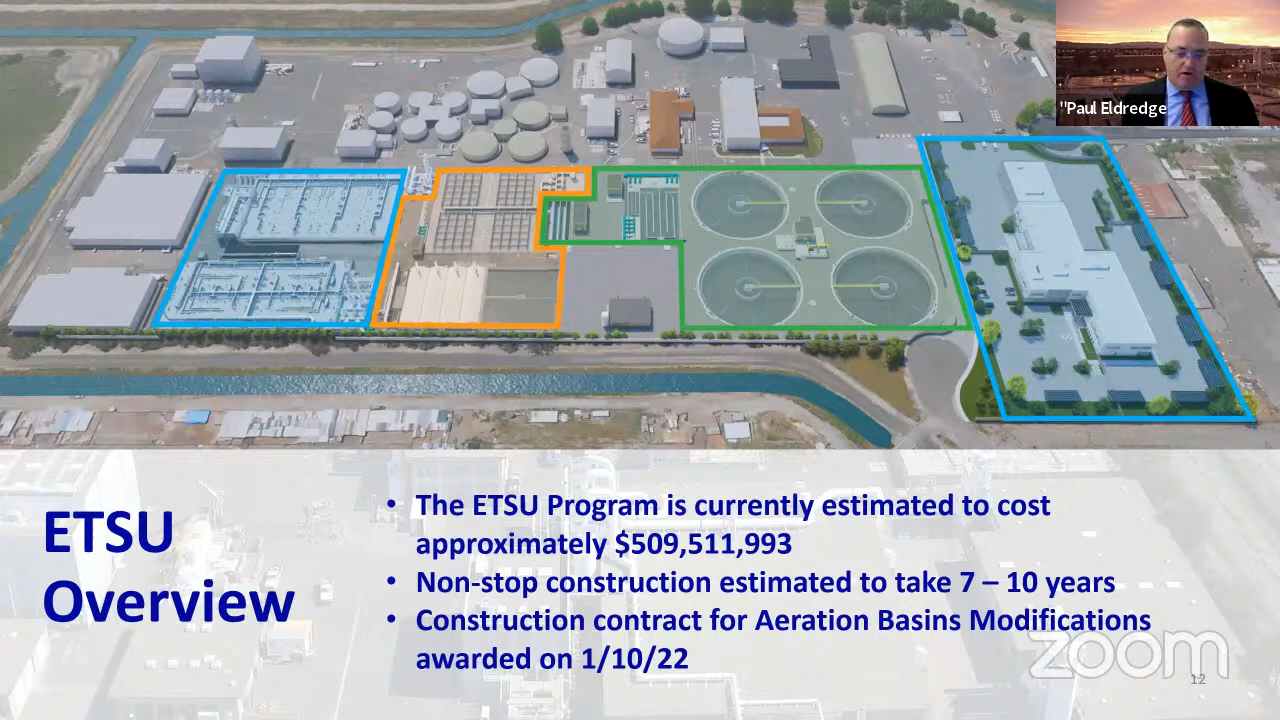 "Paul Eldredge
ETSU
Overview
• The ETSU Program is currently estimated to cost
approximately $509,511,993
• Non-stop construction estimated to take 7 – 10 years
• Construction contract for Aeration Basins Modifications
awarded on 1/10/22
zoom
12